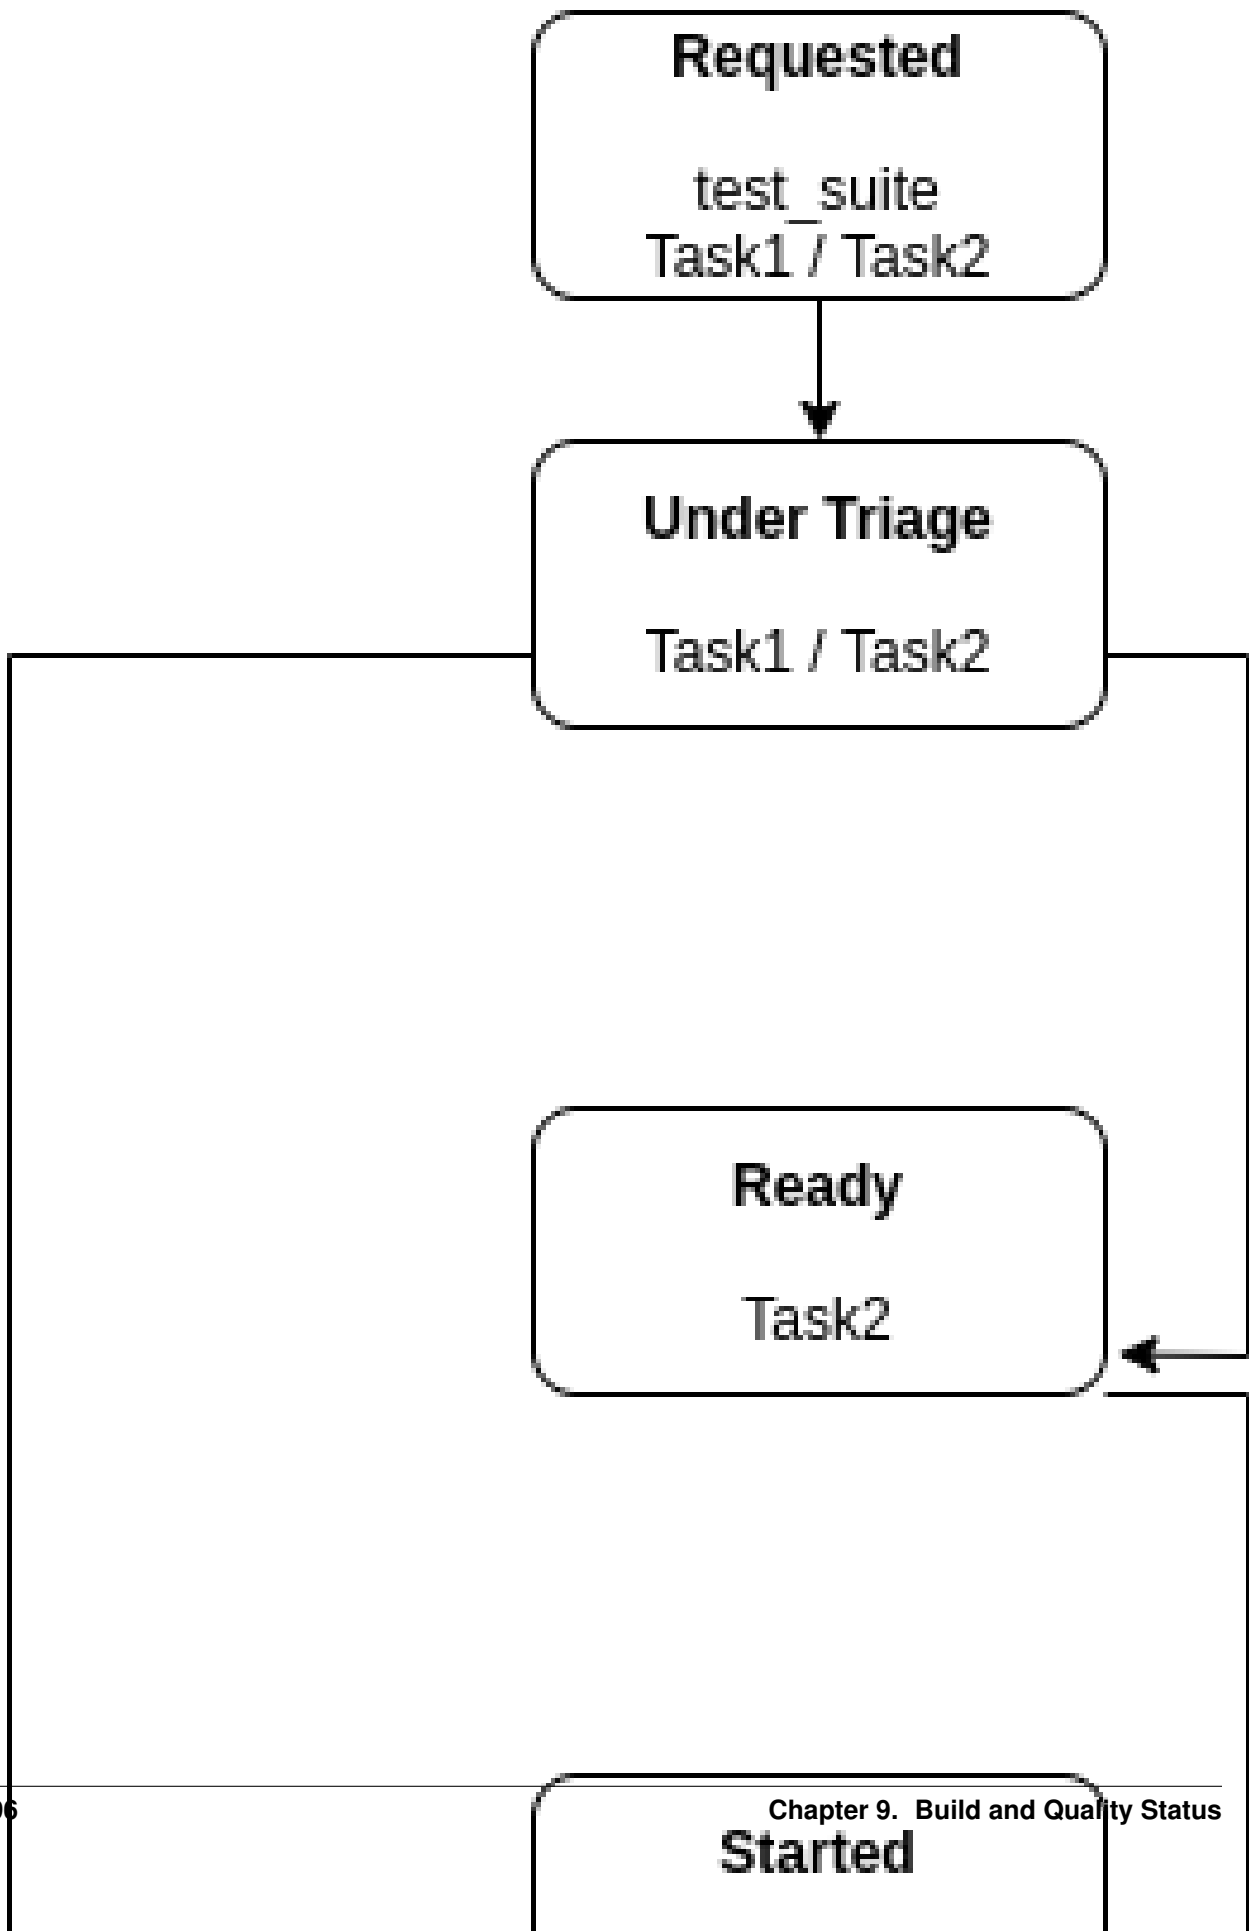 Requested
test_suite
Task1 / Task2
Under Triage
Task1 / Task2
Ready
Task2
Chapter 9. Build and Quality Status
Started